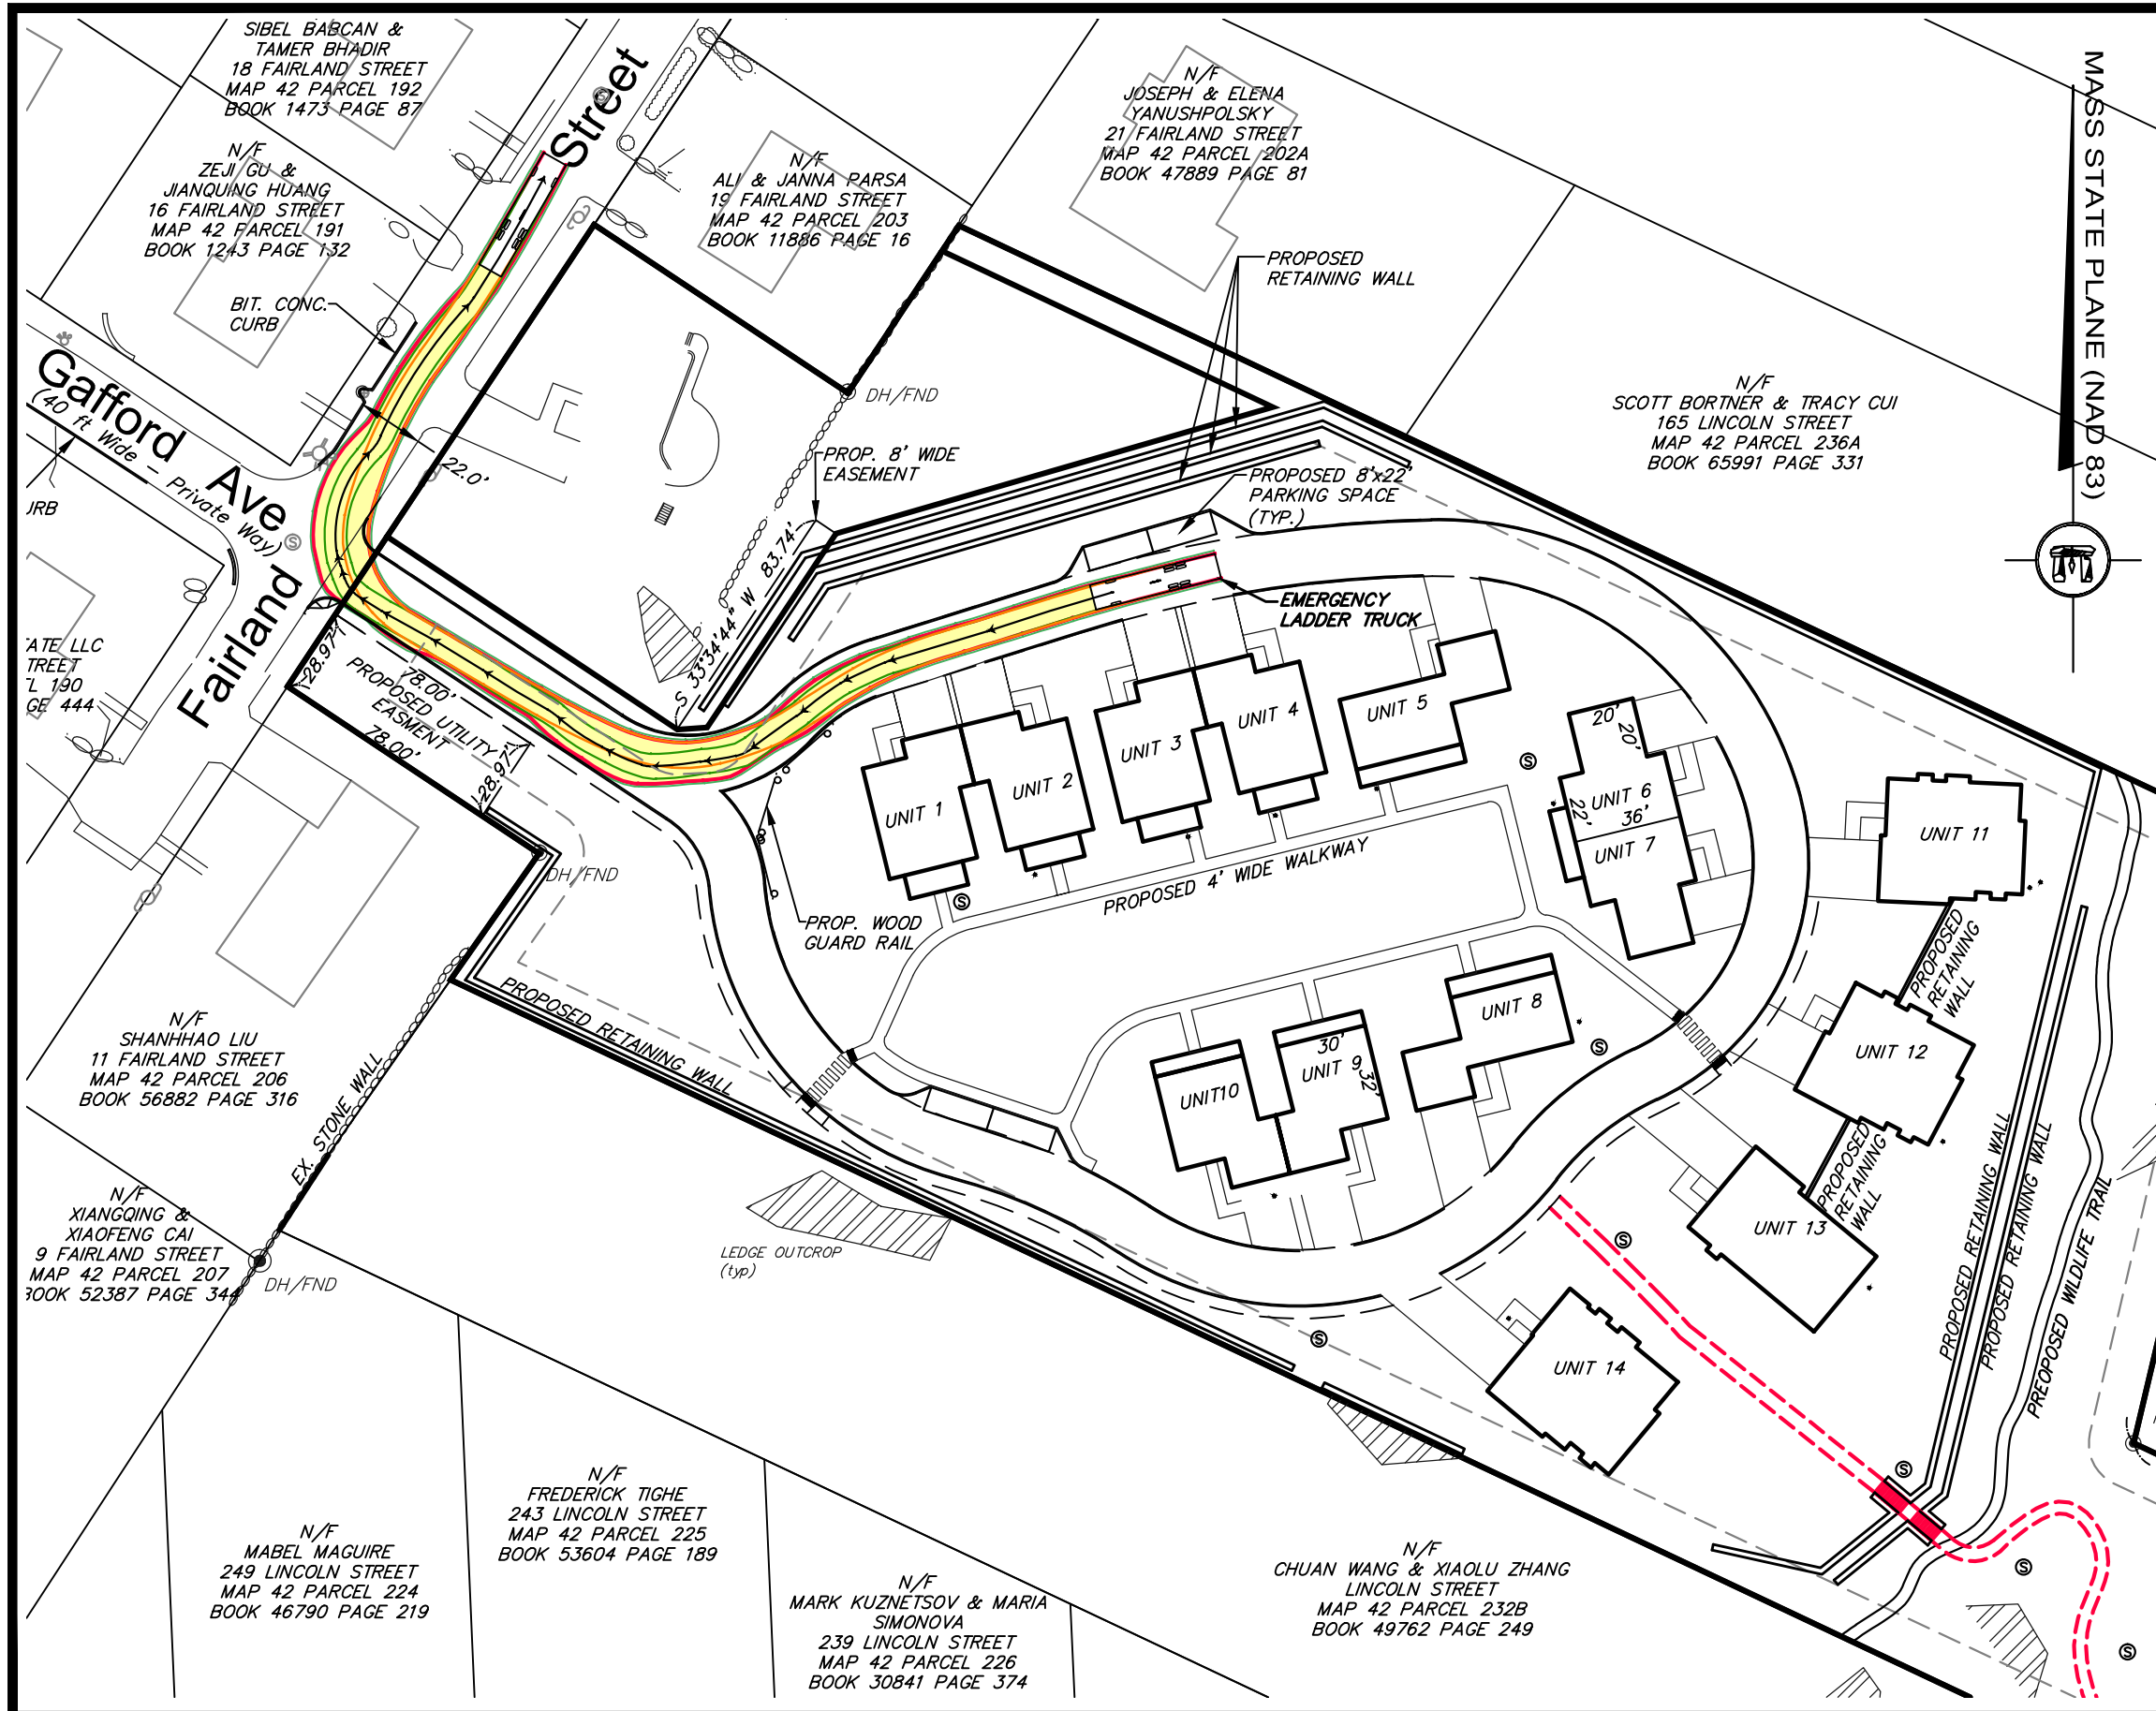 SIBEL BABCAN &
TAMER BHADIR
18 FAIRLAND STREET
MAP 42 PARCEL 192
BOOK 1473 PAGE 87
N/F
ZEJI GU &
JIANQUING HUANG
16 FAIRLAND STREET
MAP 42 PARCEL 191
BOOK 1243 PAGE 132
BIT. CONC.
CURB
Street
N/F
ALI & JANNA PARSA
19 FAIRLAND STREET
MAP 42 PARCEL 203
BOOK 11886 PAGE 16
N/F
JOSEPH & ELENA
YANUSHPOLSKY
21 FAIRLAND STREET
MAP 42 PARCEL 202A
BOOK 47889 PAGE 81
PROPOSED
RETAINING WALL
MASS STATE PLANE (NAD 83)
N/F
SCOTT BORTNER & TRACY CUI
165 LINCOLN STREET
MAP 42 PARCEL 236A
BOOK 65991 PAGE 331
Gafford Ave
(40 ft Wide - Private Way)
URB
22.0'
DH/FND
PROP. 8' WIDE
EASEMENT
PROPOSED 8'x22'
PARKING SPACE
(TYP.)
S 33°34'44" W 83.74'
EMERGENCY
LADDER TRUCK
Fairland
TATE LLC
TREET
L 190
GE 444
28.97'
78.00'
PROPOSED UTILITY
EASMENT
78.00'
28.97'
DH/FND
UNIT 1
UNIT 2
UNIT 3
UNIT 4
UNIT 5
20'
20'
UNIT 6
22'
36'
UNIT 7
UNIT 11
PROPOSED 4' WIDE WALKWAY
PROP. WOOD
GUARD RAIL
PROPOSED
RETAINING
WALL
PROPOSED RETAINING WALL
UNIT 8
30'
UNIT 9
32'
UNIT10
UNIT 12
PROPOSED
RETAINING
WALL
UNIT 13
UNIT 14
PROPOSED RETAINING WALL
PROPOSED RETAINING WALL
PREOPOSED WILDLIFE TRAIL
N/F
SHANHHAO LIU
11 FAIRLAND STREET
MAP 42 PARCEL 206
BOOK 56882 PAGE 316
EX. STONE WALL
N/F
XIANGQING &
XIAOFENG CAI
9 FAIRLAND STREET
MAP 42 PARCEL 207
BOOK 52387 PAGE 344
DH/FND
LEDGE OUTCROP
(typ)
N/F
MABEL MAGUIRE
249 LINCOLN STREET
MAP 42 PARCEL 224
BOOK 46790 PAGE 219
N/F
FREDERICK TIGHE
243 LINCOLN STREET
MAP 42 PARCEL 225
BOOK 53604 PAGE 189
N/F
MARK KUZNETSOV & MARIA
SIMONOVA
239 LINCOLN STREET
MAP 42 PARCEL 226
BOOK 30841 PAGE 374
N/F
CHUAN WANG & XIAOLU ZHANG
LINCOLN STREET
MAP 42 PARCEL 232B
BOOK 49762 PAGE 249